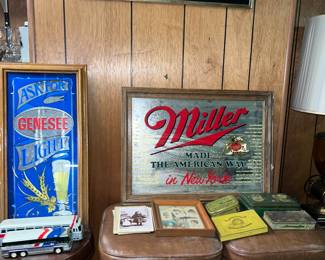 ASK FOR
GENESEE
LIGHT
Miller
MADE
THE AMERICAN WAY
in New York